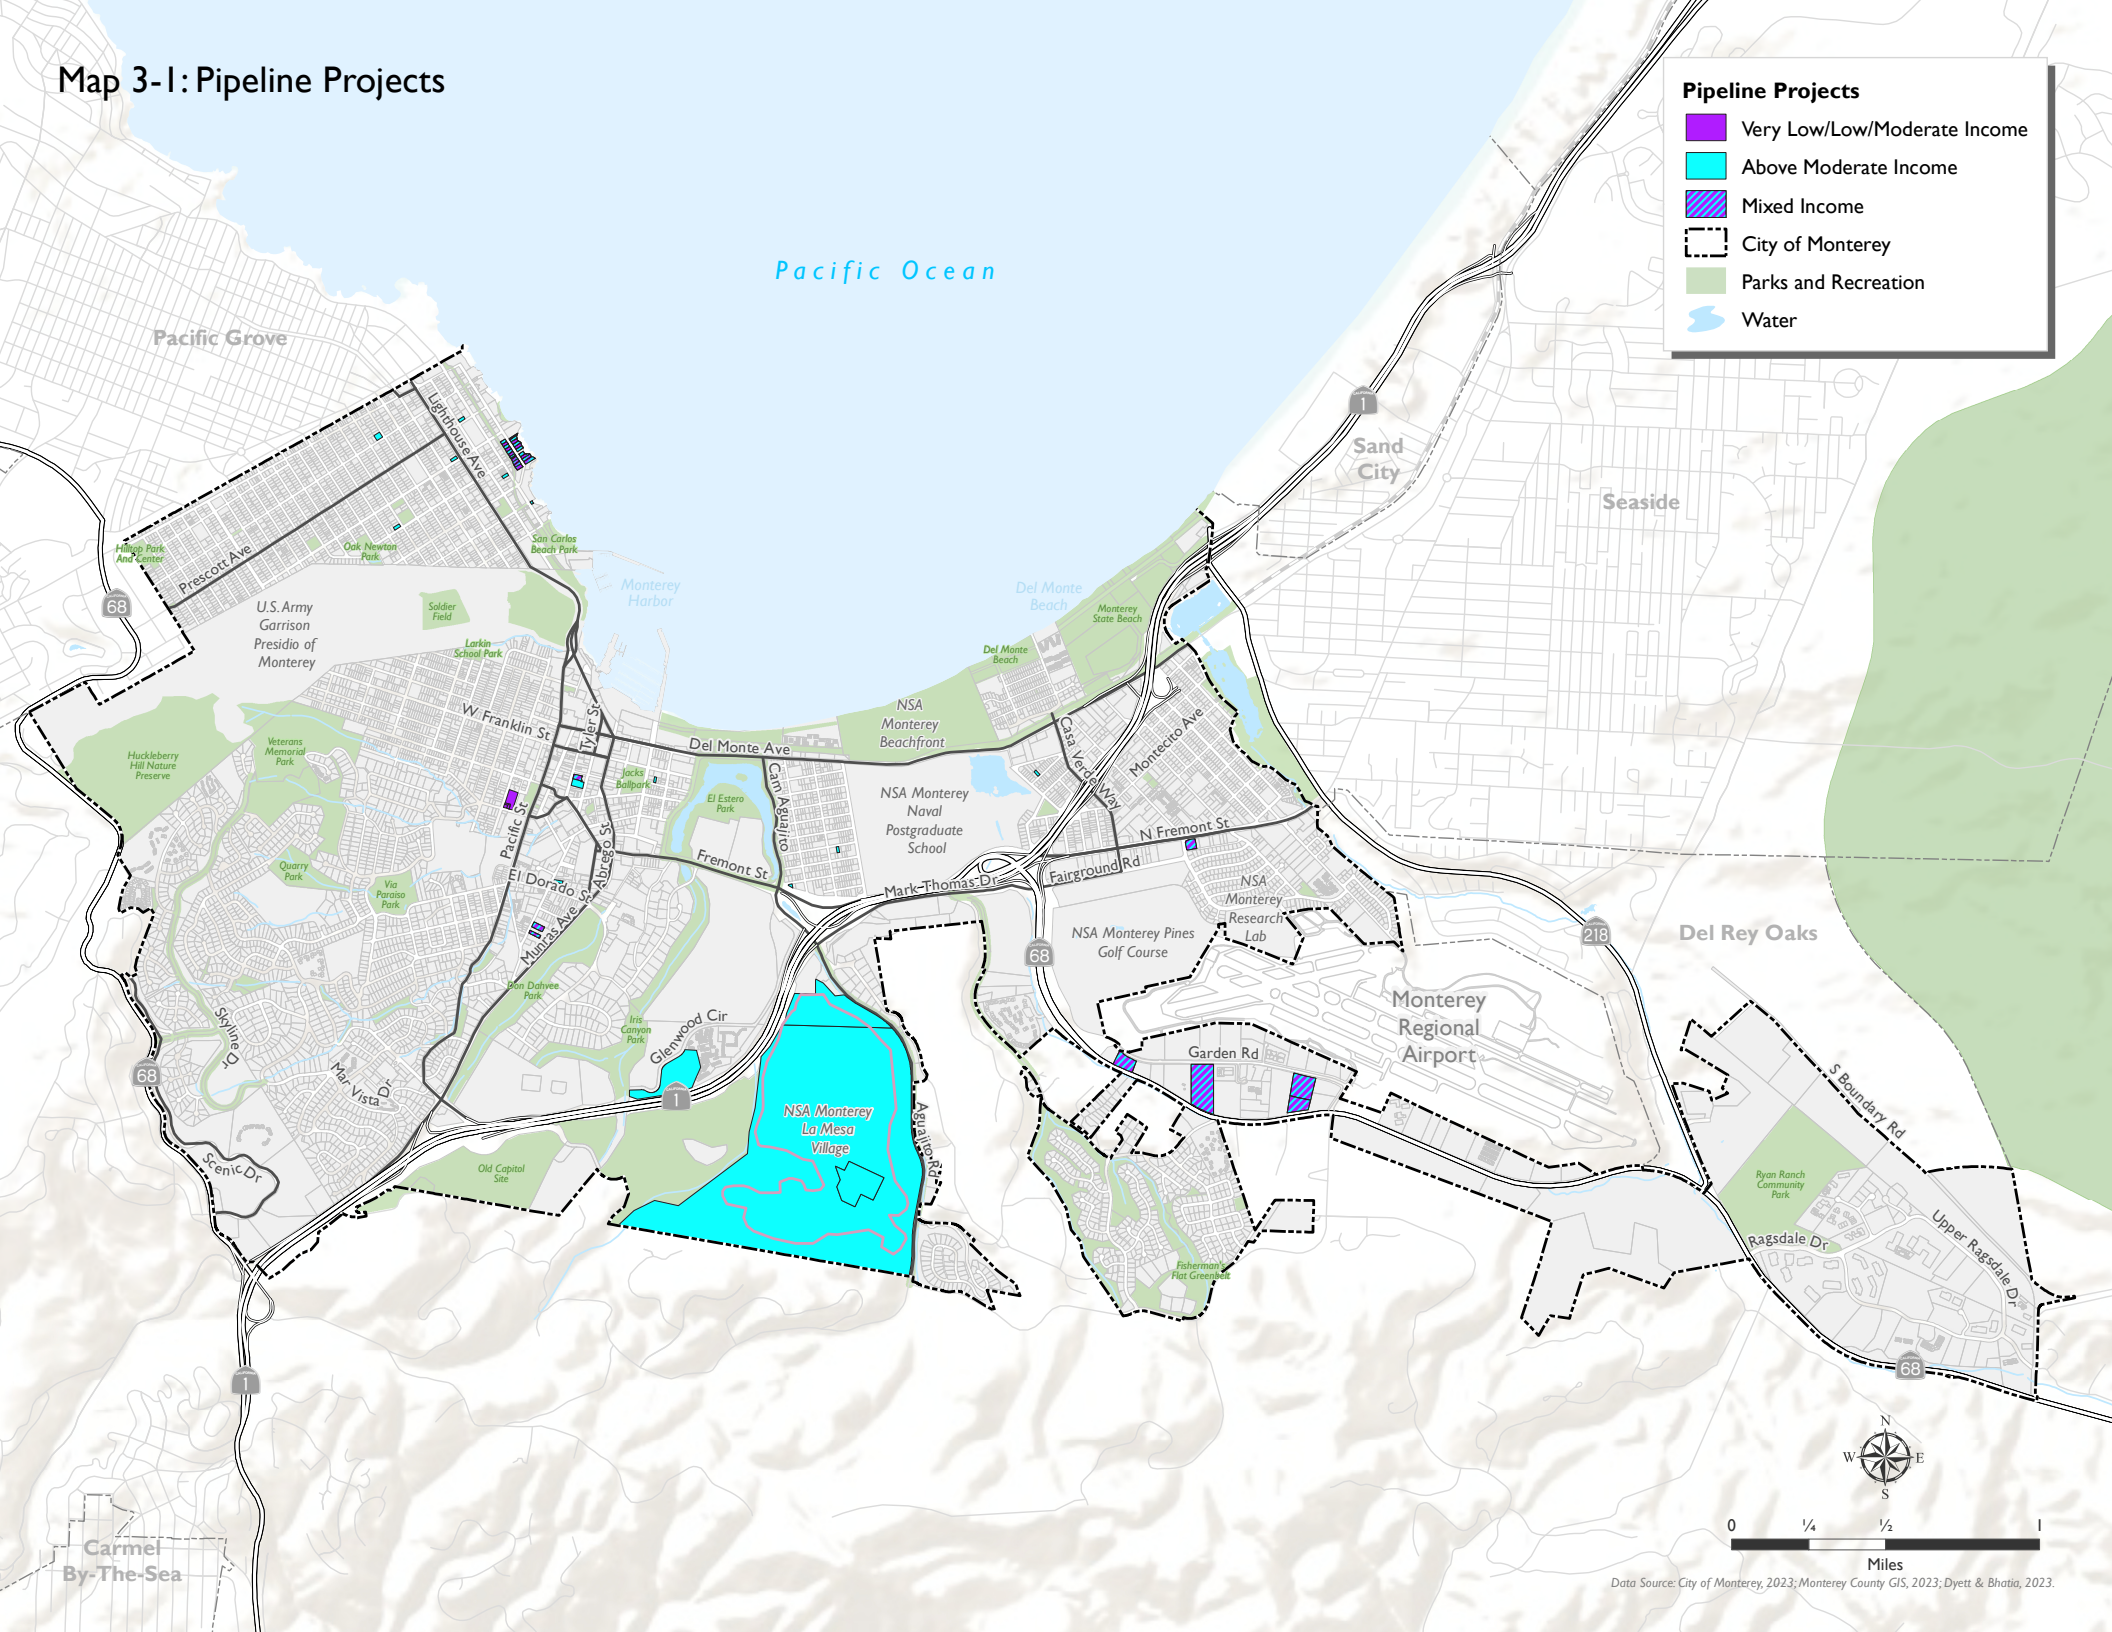 Map 3-1: Pipeline Projects
Pipeline Projects
Very Low/Low/Moderate Income
Above Moderate Income
Mixed Income
City of Monterey
Parks and Recreation
Water
Pacific Ocean
Pacific Grove
Sand
City
Seaside
Del Rey Oaks
Carmel
By-The-Sea
Lighthouse Ave
Prescott Ave
Hilltop Park
And Center
Oak Newton
Park
San Carlos
Beach Park
Monterey
Harbor
U.S. Army
Garrison
Presidio of
Monterey
Soldier
Field
Larkin
School Park
Del Monte
Beach
Monterey
State Beach
Del Monte
Beach
W Franklin St
Tyler St
Del Monte Ave
NSA
Monterey
Beachfront
Casa Verde Way
Montecito Ave
Huckleberry
Hill Nature
Preserve
Veterans
Memorial
Park
Jacks
Ballpark
El Estero
Park
Cam Aguajito
NSA Monterey
Naval
Postgraduate
School
N Fremont St
Fairground Rd
Mark Thomas Dr
Fremont St
Pacific St
Abrego St
El Dorado St
Munras Ave
Quarry
Park
Via
Paraiso
Park
NSA
Monterey
Research
Lab
NSA Monterey Pines
Golf Course
Don Dahvee
Park
Iris
Canyon
Park
Glenwood Cir
Skyline Dr
Mar Vista Dr
Scenic Dr
Old Capitol
Site
NSA Monterey
La Mesa
Village
Aguajito Rd
Garden Rd
Monterey
Regional
Airport
Fisherman's
Flat Greenbelt
S Boundary Rd
Ryan Ranch
Community
Park
Ragsdale Dr
Upper Ragsdale Dr
1
68
218
68
68
1
1
68
N
W
E
S
0 ¼ ½ 1
Miles
Data Source: City of Monterey, 2023; Monterey County GIS, 2023; Dyett & Bhatia, 2023.